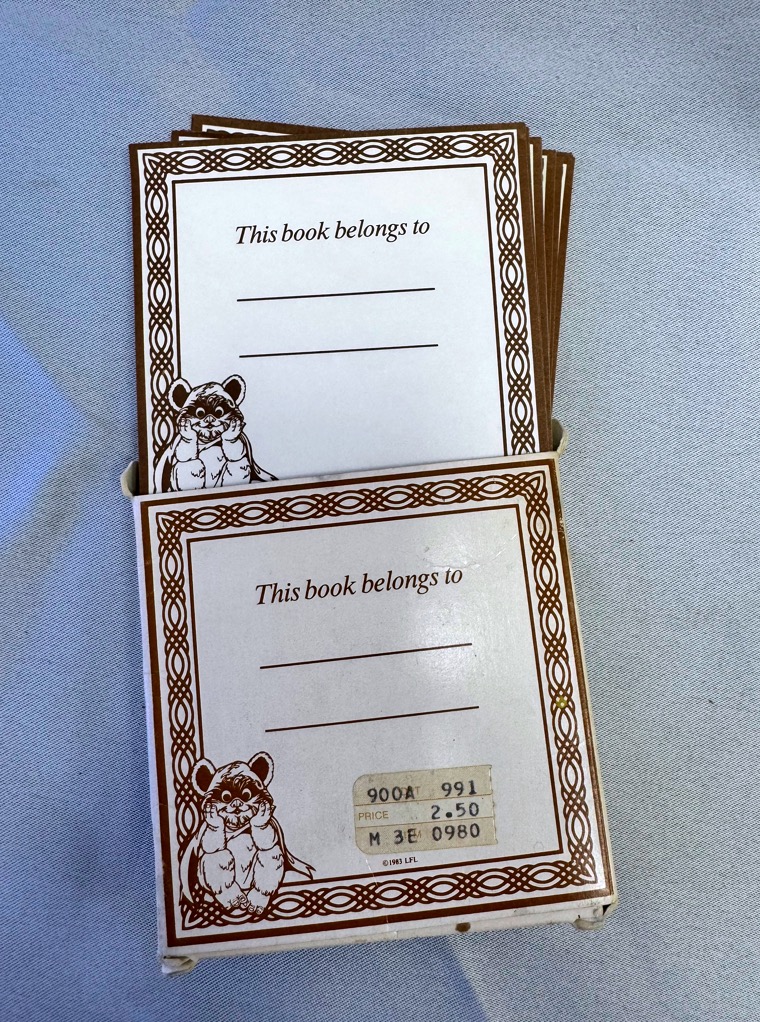 This book belongs to
This book belongs to
900A 991
PRICE 2.50
M 3E 0980
©1983 LFL